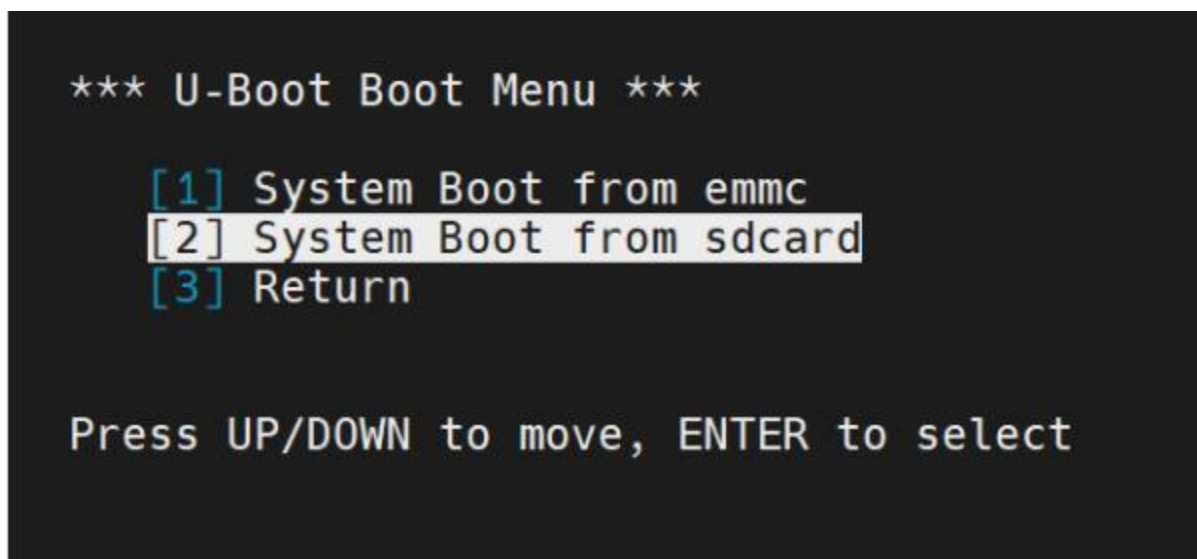 *** U-Boot Boot Menu ***
[1] System Boot from emmc
[2] System Boot from sdcard
[3] Return
Press UP/DOWN to move, ENTER to select